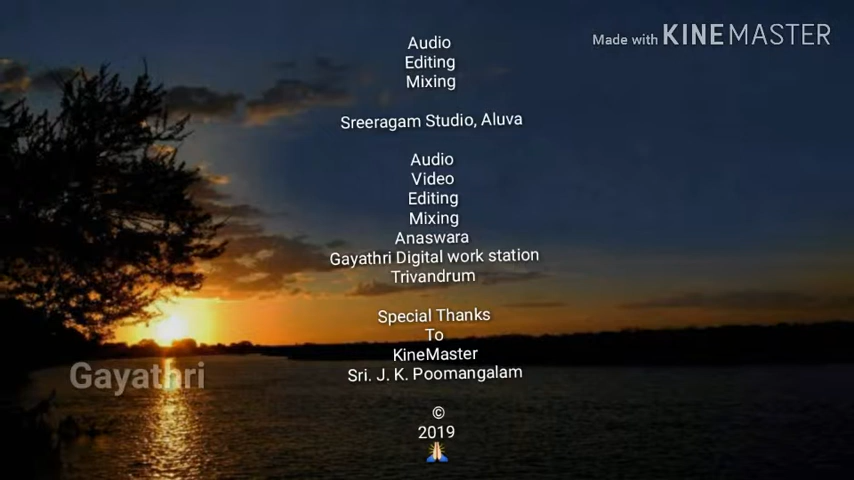 Made with KINEMASTER
Audio
Editing
Mixing
Sreeragam Studio, Aluva
Audio
Video
Editing
Mixing
Anaswara
Gayathri Digital work station
Trivandrum
Special Thanks
To
KineMaster
Sri. J. K. Poomangalam
Gayathri
©
2019
🙏🏻